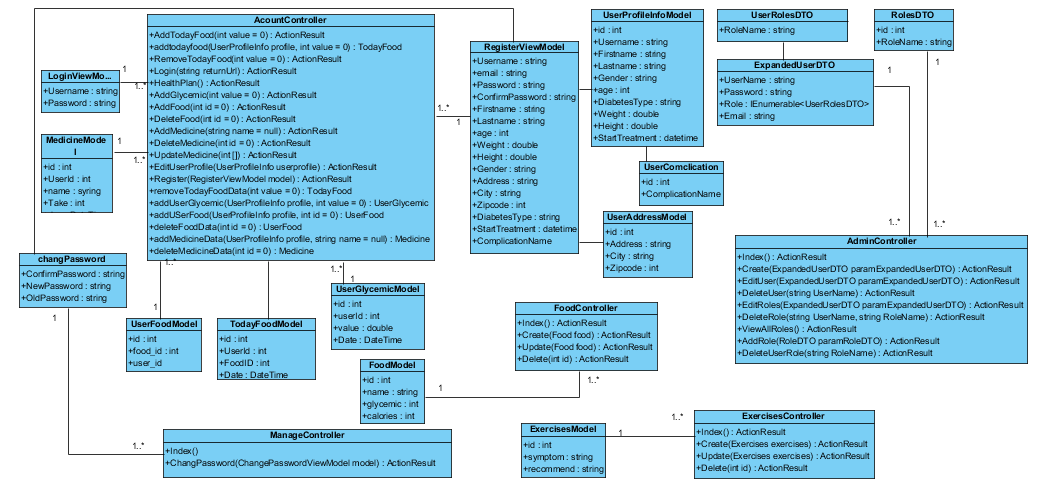 AcountController
+AddTodayFood(int value = 0) : ActionResult
+addtodayfood(UserProfileInfo profile, int value = 0) : TodayFood
+RemoveTodayFood(int value = 0) : ActionResult
+Login(string returnUrl) : ActionResult
+HealthPlan() : ActionResult
+AddGlycemic(int value = 0) : ActionResult
+AddFood(int id = 0) : ActionResult
+DeleteFood(int id = 0) : ActionResult
+AddMedicine(string name = null) : ActionResult
+DeleteMedicine(int id = 0) : ActionResult
+UpdateMedicine(int[]) : ActionResult
+EditUserProfile(UserProfileInfo userprofile) : ActionResult
+Register(RegisterViewModel model) : ActionResult
+removeTodayFoodData(int value = 0) : TodayFood
+addUserGlycemic(UserProfileInfo profile, int value = 0) : UserGlycemic
+addUSerFood(UserProfileInfo profile, int id = 0) : UserFood
+deleteFoodData(int id = 0) : UserFood
+addMedicineData(UserProfileInfo profile, string name = null) : Medicine
+deleteMedicineData(int id = 0) : Medicine
LoginViewMo...
+Username : string
+Password : string
1
1..*
MedicineMode
l
+id : int
+UserId : int
+name : syring
+Take : int
1
1..*
RegisterViewModel
+Username : string
+email : string
+Password : string
+ConfirmPassword : string
+Firstname : string
+Lastname : string
+age : int
+Weight : double
+Height : double
+Gender : string
+Address : string
+City : string
+Zipcode : int
+DiabetesType : string
+StartTreatment : datetime
+ComplicationName
1..*
1
UserProfileInfoModel
+id : int
+Username : string
+Firstname : string
+Lastname : string
+Gender : string
+age : int
+DiabetesType : string
+Weight : double
+Height : double
+StartTreatment : datetime
UserComclication
+id : int
+ComplicationName
UserAddressModel
+id : int
+Address : string
+City : string
+Zipcode : int
UserRolesDTO
+RoleName : string
ExpandedUserDTO
+UserName : string
+Password : string
+Role : IEnumerable<UserRolesDTO>
+Email : string
RolesDTO
+id : int
+RoleName : string
1
1
1..*
1..*
AdminController
+Index() : ActionResult
+Create(ExpandedUserDTO paramExpandedUserDTO) : ActionResult
+EditUser(ExpandedUserDTO paramExpandedUserDTO) : ActionResult
+DeleteUser(string UserName) : ActionResult
+EditRoles(ExpandedUserDTO paramExpandedUserDTO) : ActionResult
+DeleteRole(string UserName, string RoleName) : ActionResult
+ViewAllRoles() : ActionResult
+AddRole(RoleDTO paramRoleDTO) : ActionResult
+DeleteUserRole(string RoleName) : ActionResult
changPassword
+ConfirmPassword : string
+NewPassword : string
+OldPassword : string
1
1..*
1
UserFoodModel
+id : int
+food_id : int
+user_id
TodayFoodModel
+id : int
+UserId : int
+FoodID : int
+Date : DateTime
1..*
1
UserGlycemicModel
+id : int
+userId : int
+value : double
+Date : DateTime
FoodModel
+id : int
+name : string
+glycemic : int
+calories : int
1
1..*
FoodController
+Index() : ActionResult
+Create(Food food) : ActionResult
+Update(Food food) : ActionResult
+Delete(int id) : ActionResult
1..*
ManageController
+Index()
+ChangPassword(ChangePasswordViewModel model) : ActionResult
ExercisesModel
+id : int
+symptom : string
+recommend : string
1
1..*
ExercisesController
+Index() : ActionResult
+Create(Exercises exercises) : ActionResult
+Update(Exercises exercises) : ActionResult
+Delete(int id) : ActionResult